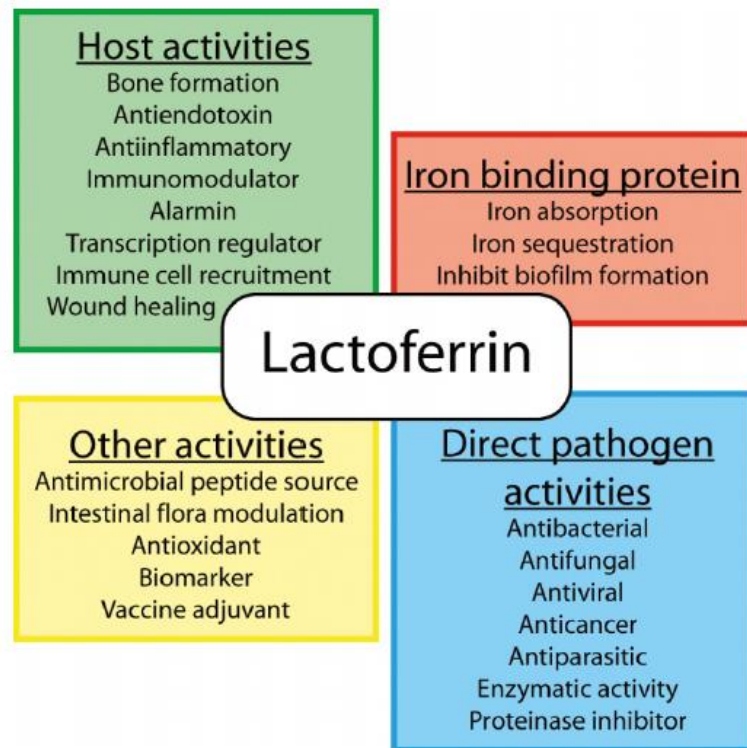 Host activities
Bone formation
Antiendotoxin
Antiinflammatory
Immunomodulator
Alarmin
Transcription regulator
Immune cell recruitment
Wound healing
Iron binding protein
Iron absorption
Iron sequestration
Inhibit biofilm formation
Lactoferrin
Other activities
Antimicrobial peptide source
Intestinal flora modulation
Antioxidant
Biomarker
Vaccine adjuvant
Direct pathogen
activities
Antibacterial
Antifungal
Antiviral
Anticancer
Antiparasitic
Enzymatic activity
Proteinase inhibitor